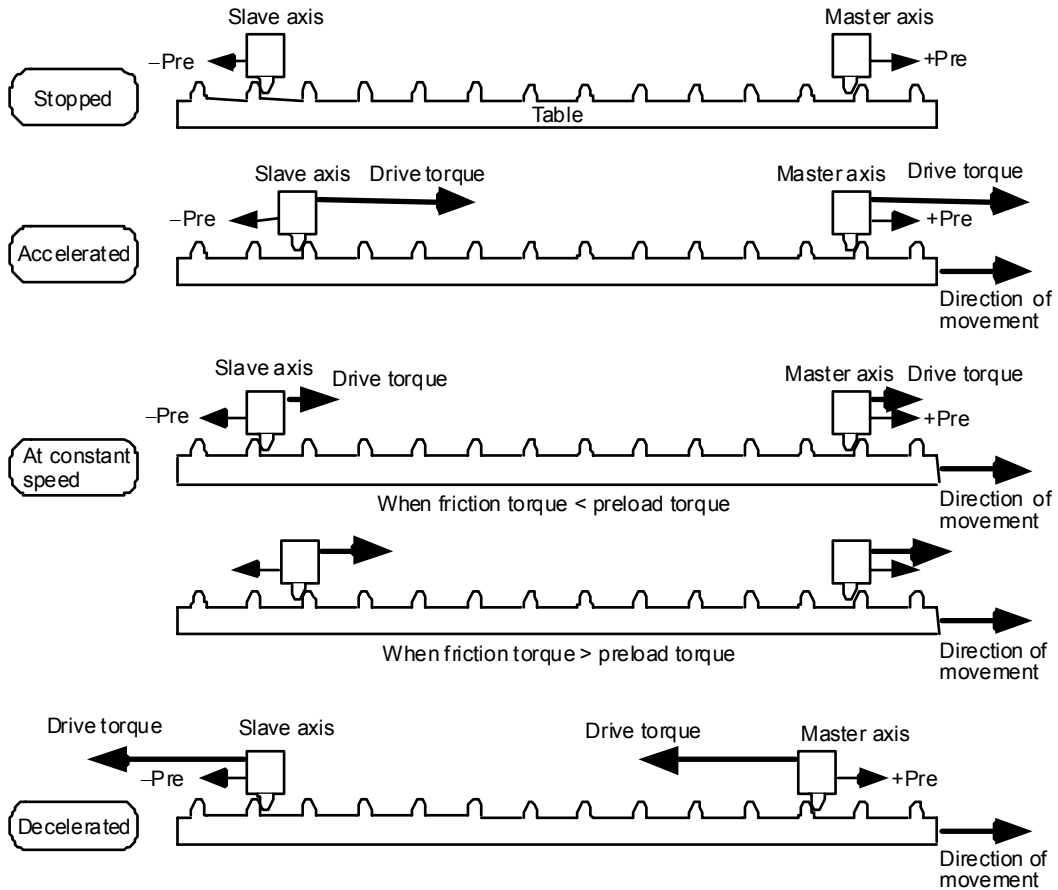 Slave axis
Master axis
–Pre
+Pre
Stopped
Table
Slave axis
Drive torque
Master axis
Drive torque
–Pre
+Pre
Accelerated
Direction of
movement
Slave axis
Drive torque
Master axis
Drive torque
–Pre
+Pre
At constant
speed
When friction torque < preload torque
Direction of
movement
When friction torque > preload torque
Direction of
movement
Drive torque
Slave axis
Drive torque
Master axis
–Pre
+Pre
Decelerated
Direction of
movement